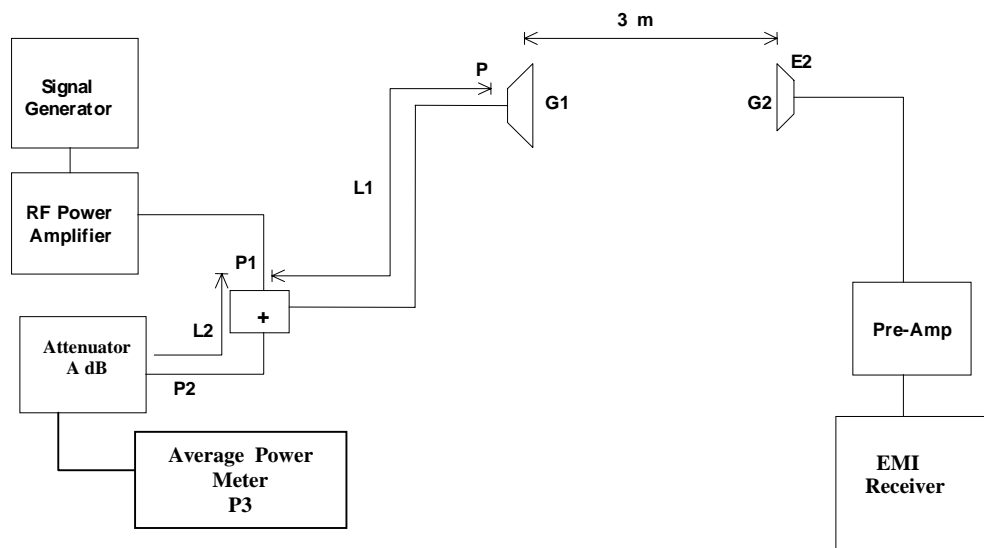 3 m
P
E2
G1
G2
Signal
Generator
L1
RF Power
Amplifier
P1
+
L2
Attenuator
A dB
P2
Pre-Amp
Average Power
Meter
P3
EMI
Receiver